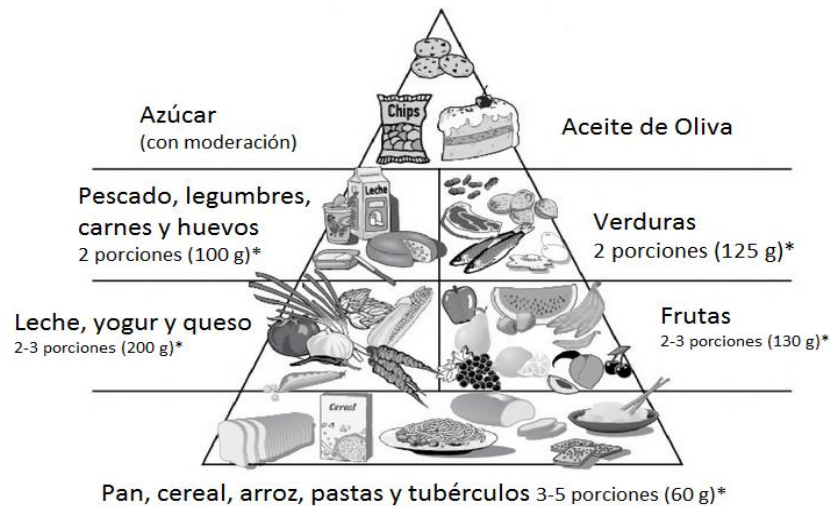 Chips
Azúcar
(con moderación)
Aceite de Oliva
Pescado, legumbres,
carnes y huevos
2 porciones (100 g)*
Leche
Verduras
2 porciones (125 g)*
Leche, yogur y queso
2-3 porciones (200 g)*
Frutas
2-3 porciones (130 g)*
Cereal
Pan, cereal, arroz, pastas y tubérculos 3-5 porciones (60 g)*